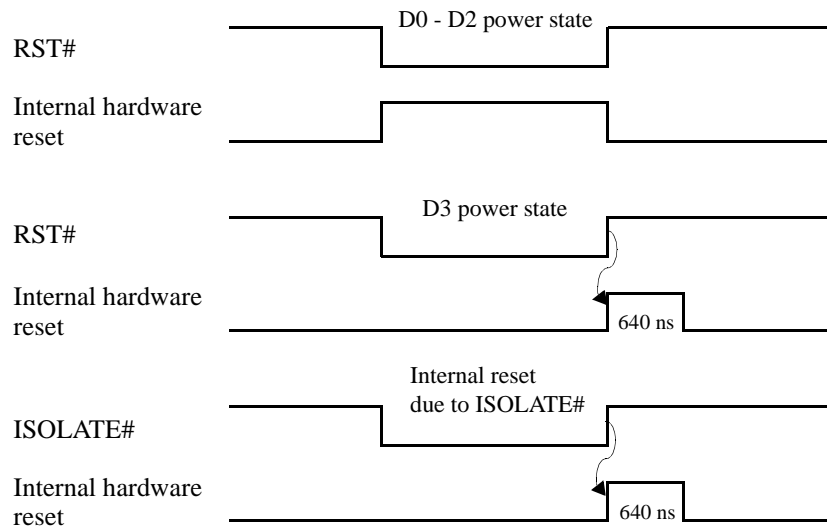 D0 - D2 power state
RST#
Internal hardware
reset
D3 power state
RST#
Internal hardware
reset
640 ns
Internal reset
due to ISOLATE#
ISOLATE#
Internal hardware
reset
640 ns